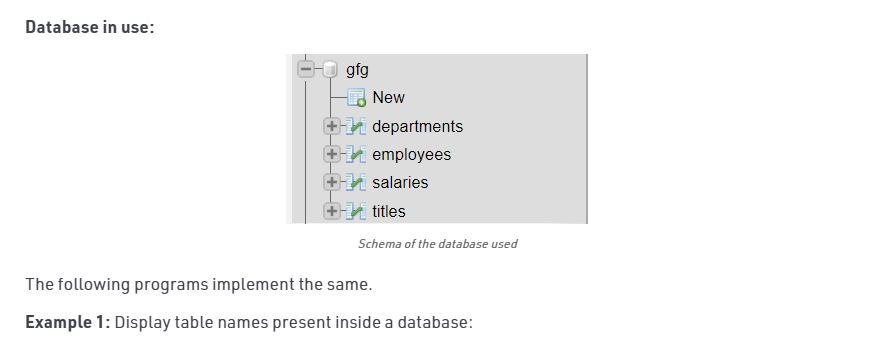 Database in use:
gfg
New
departments
employees
salaries
titles
Schema of the database used
The following programs implement the same.
Example 1: Display table names present inside a database: